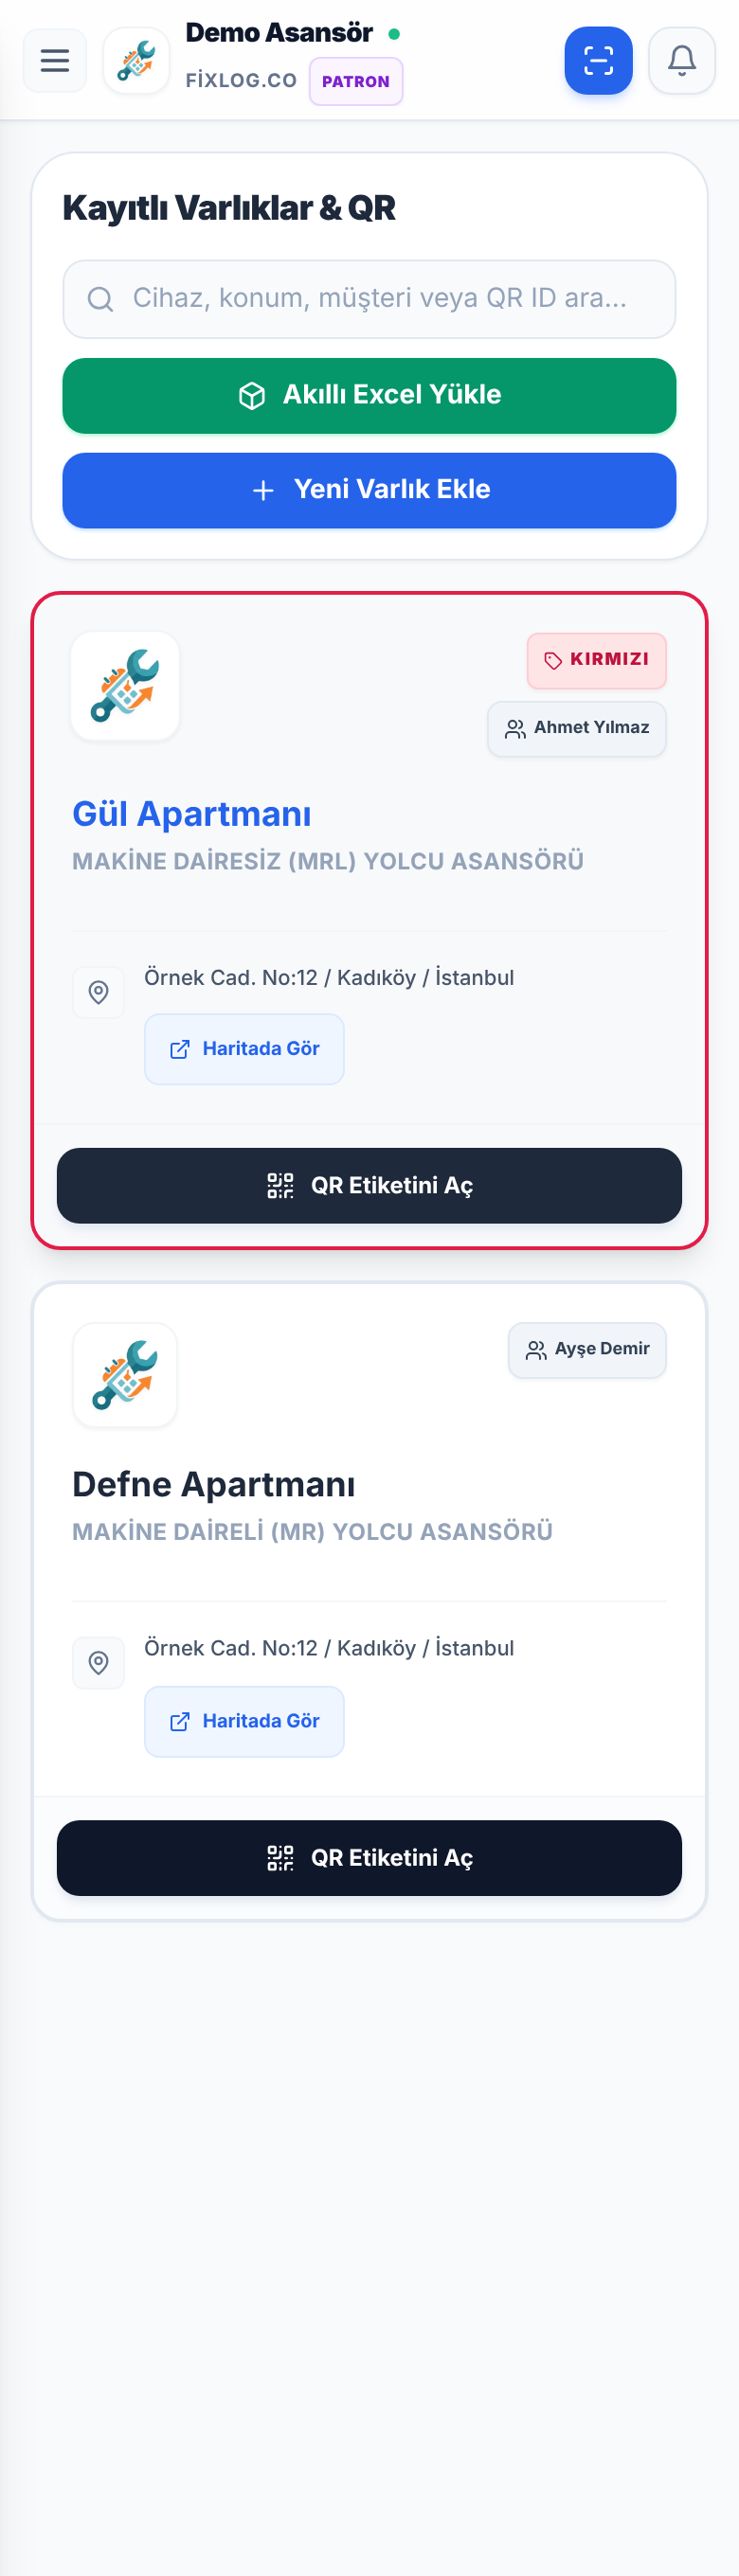 Demo Asansör
FİXLOG.CO
PATRON
Kayıtlı Varlıklar & QR
Cihaz, konum, müşteri veya QR ID ara...
Akıllı Excel Yükle
Yeni Varlık Ekle
KIRMIZI
Ahmet Yılmaz
Gül Apartmanı
MAKİNE DAİRESİZ (MRL) YOLCU ASANSÖRÜ
Örnek Cad. No:12 / Kadıköy / İstanbul
Haritada Gör
QR Etiketini Aç
Ayşe Demir
Defne Apartmanı
MAKİNE DAİRELİ (MR) YOLCU ASANSÖRÜ
Örnek Cad. No:12 / Kadıköy / İstanbul
Haritada Gör
QR Etiketini Aç